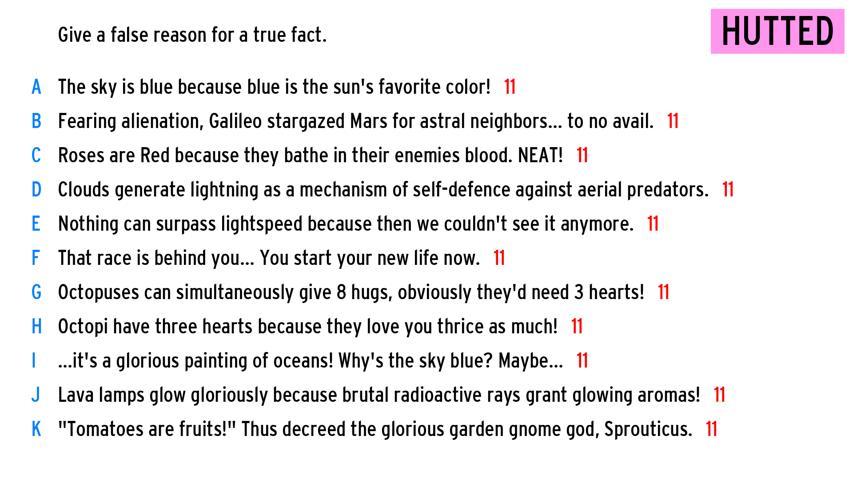 Give a false reason for a true fact.
HUTTED
A The sky is blue because blue is the sun's favorite color! 11
B Fearing alienation, Galileo stargazed Mars for astral neighbors... to no avail. 11
C Roses are Red because they bathe in their enemies blood. NEAT! 11
D Clouds generate lightning as a mechanism of self-defence against aerial predators. 11
E Nothing can surpass lightspeed because then we couldn't see it anymore. 11
F That race is behind you... You start your new life now. 11
G Octopuses can simultaneously give 8 hugs, obviously they'd need 3 hearts! 11
H Octopi have three hearts because they love you thrice as much! 11
I ...it's a glorious painting of oceans! Why's the sky blue? Maybe... 11
J Lava lamps glow gloriously because brutal radioactive rays grant glowing aromas! 11
K "Tomatoes are fruits!" Thus decreed the glorious garden gnome god, Sprouticus. 11